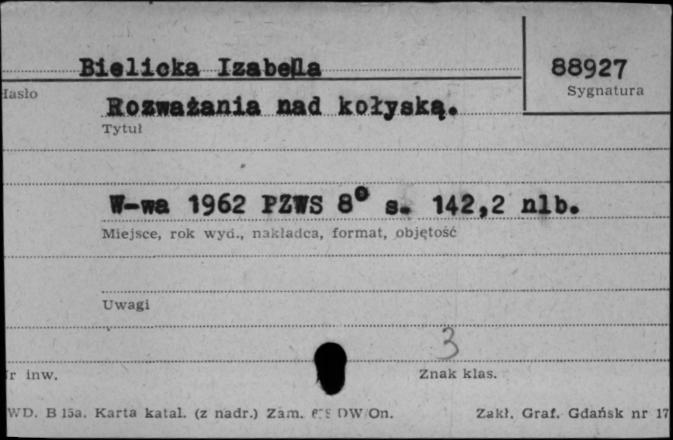 Bielicka Izabella
88927
Hasło
Sygnatura
Rozważania nad kołyską.
Tytuł
W-wa 1962 PZWS 8° s. 142,2 nlb.
Miejsce, rok wyd., nakładca, format, objętość
Uwagi
3
Nr inw.
Znak klas.
WD. B 15a. Karta katal. (z nadr.) Zam. DW/On.
Zakł. Graf. Gdańsk nr 17